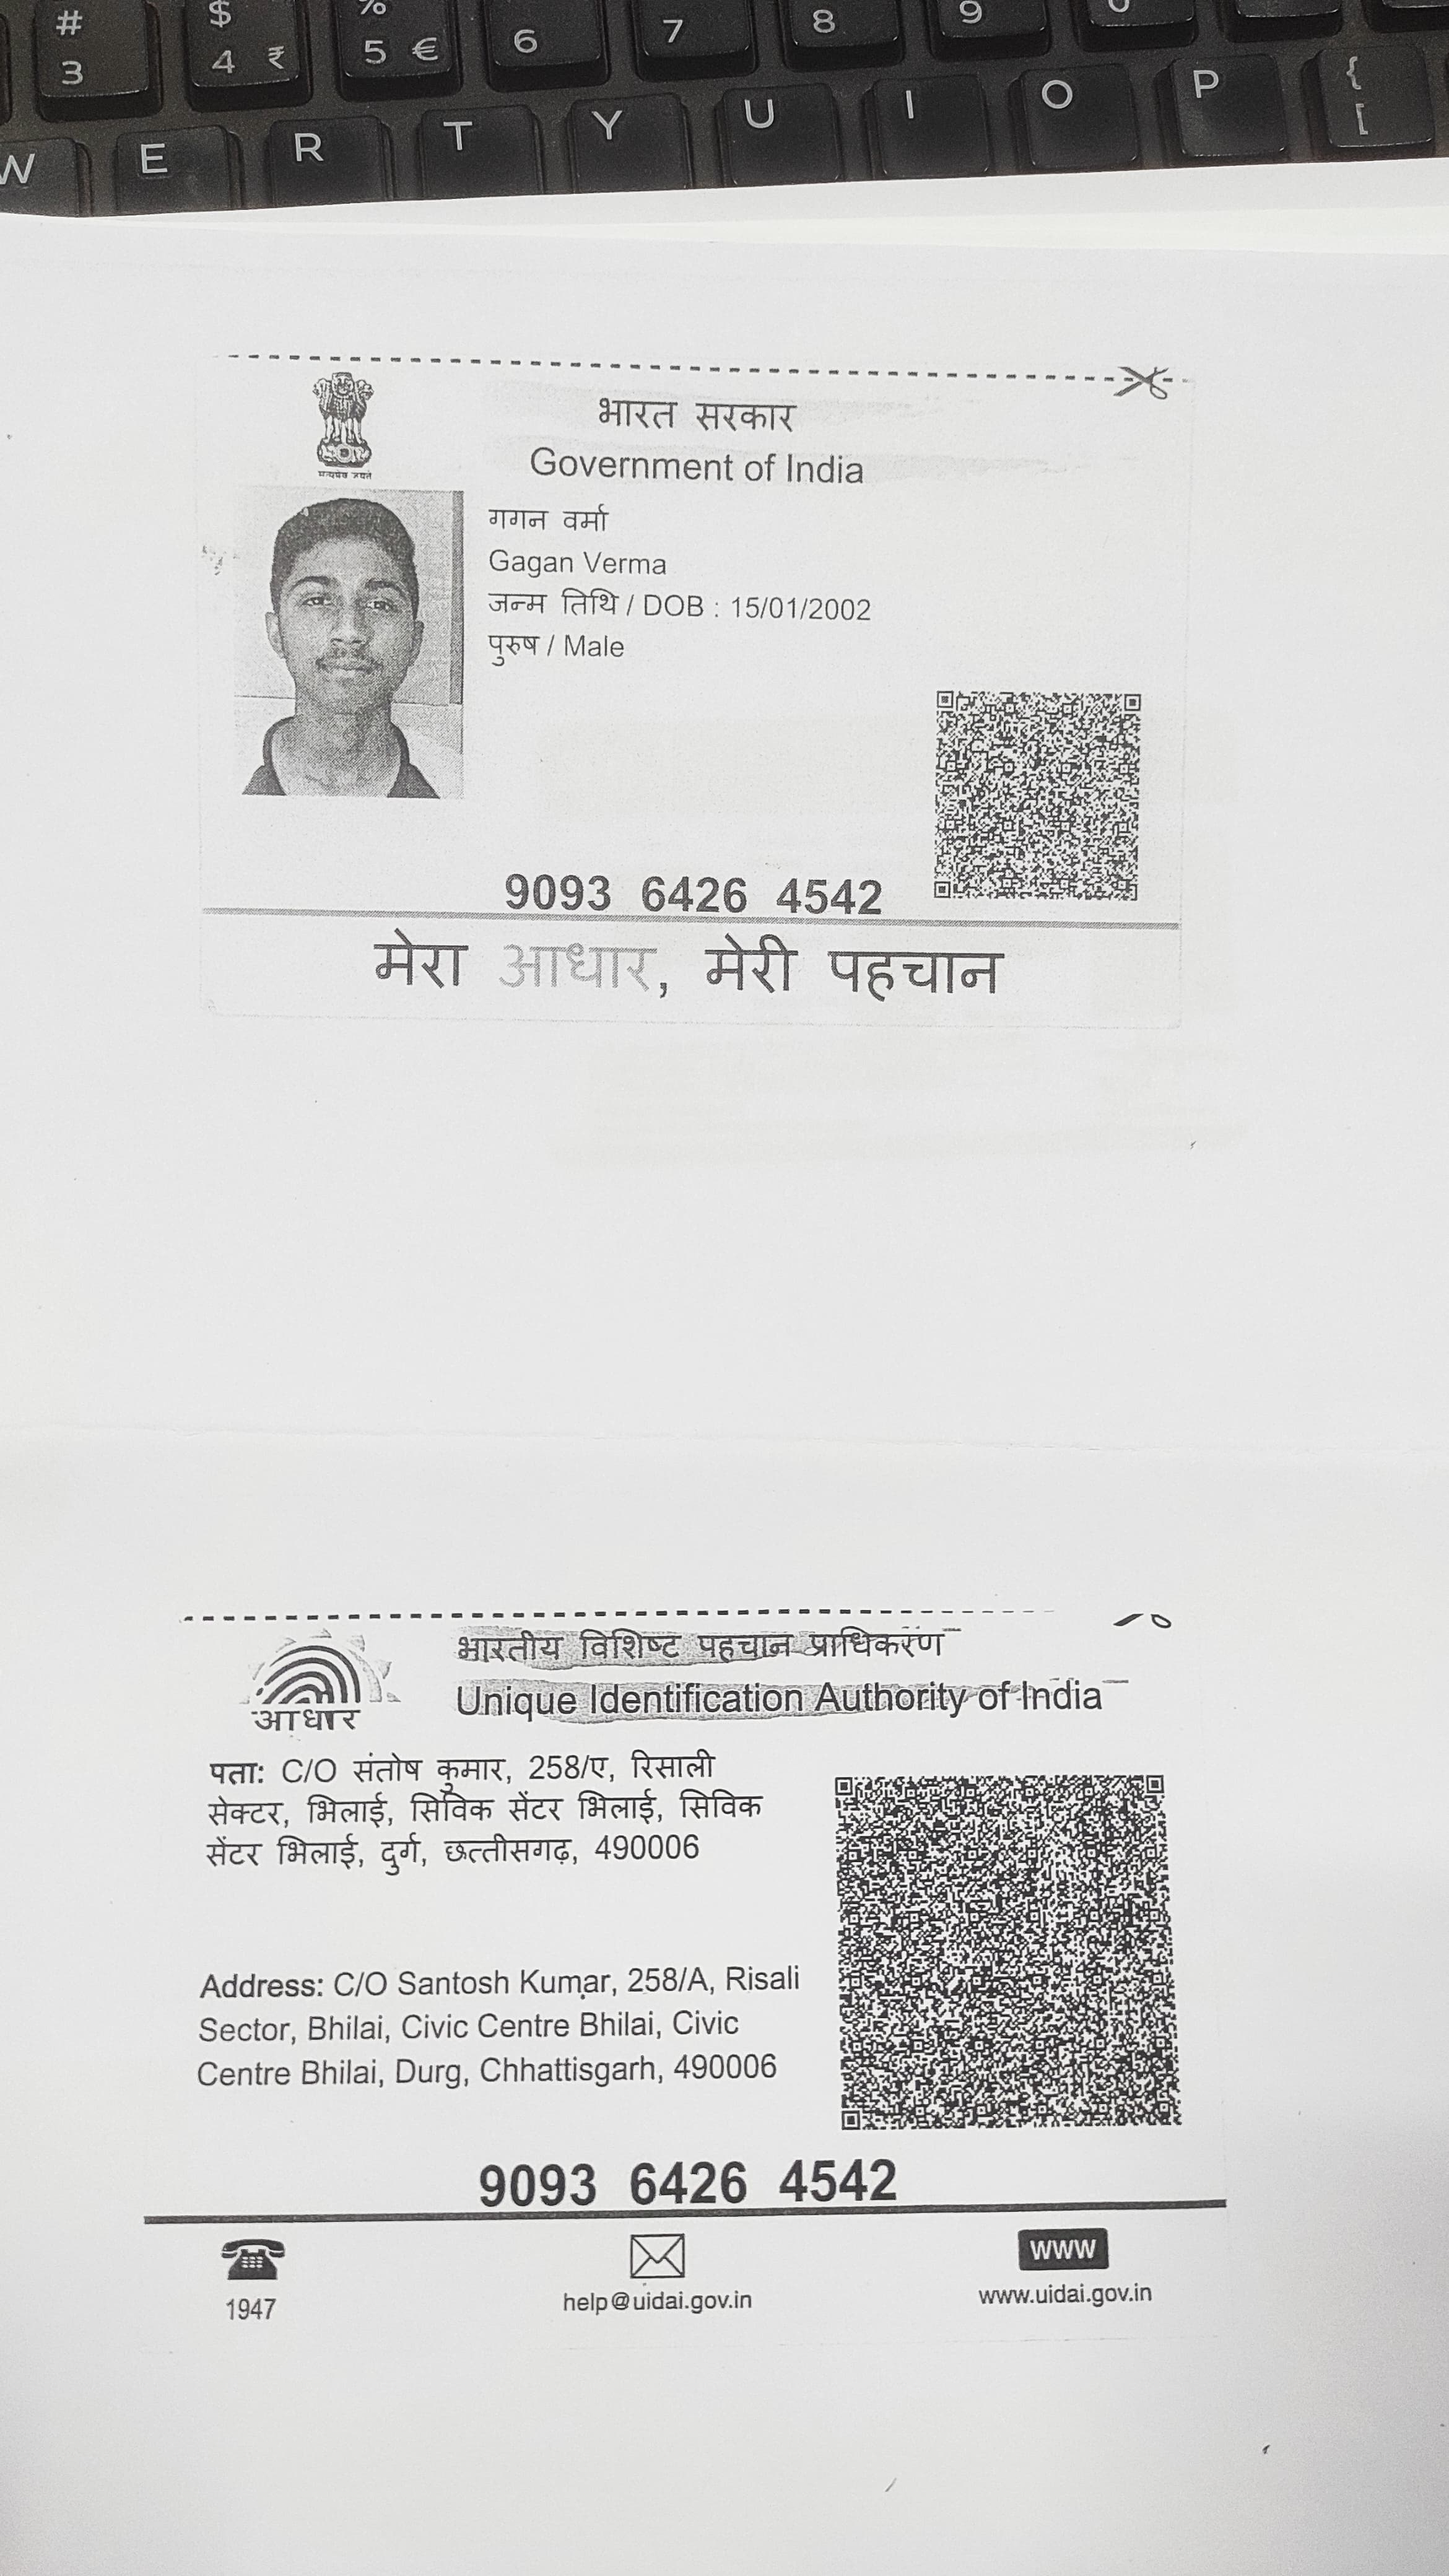 #
3
$
4 ₹
%
5 €
6
7
8
9
W E R T Y U I O P {
[
भारत सरकार
Government of India
सत्यमेव जयते
गगन वर्मा
Gagan Verma
जन्म तिथि / DOB : 15/01/2002
पुरुष / Male
9093 6426 4542
मेरा आधार, मेरी पहचान
भारतीय विशिष्ट पहचान प्राधिकरण
Unique Identification Authority of India
आधार
पता: C/O संतोष कुमार, 258/ए, रिसाली
सेक्टर, भिलाई, सिविक सेंटर भिलाई, सिविक
सेंटर भिलाई, दुर्ग, छत्तीसगढ़, 490006
Address: C/O Santosh Kumar, 258/A, Risali
Sector, Bhilai, Civic Centre Bhilai, Civic
Centre Bhilai, Durg, Chhattisgarh, 490006
9093 6426 4542
1947
help@uidai.gov.in
www
www.uidai.gov.in